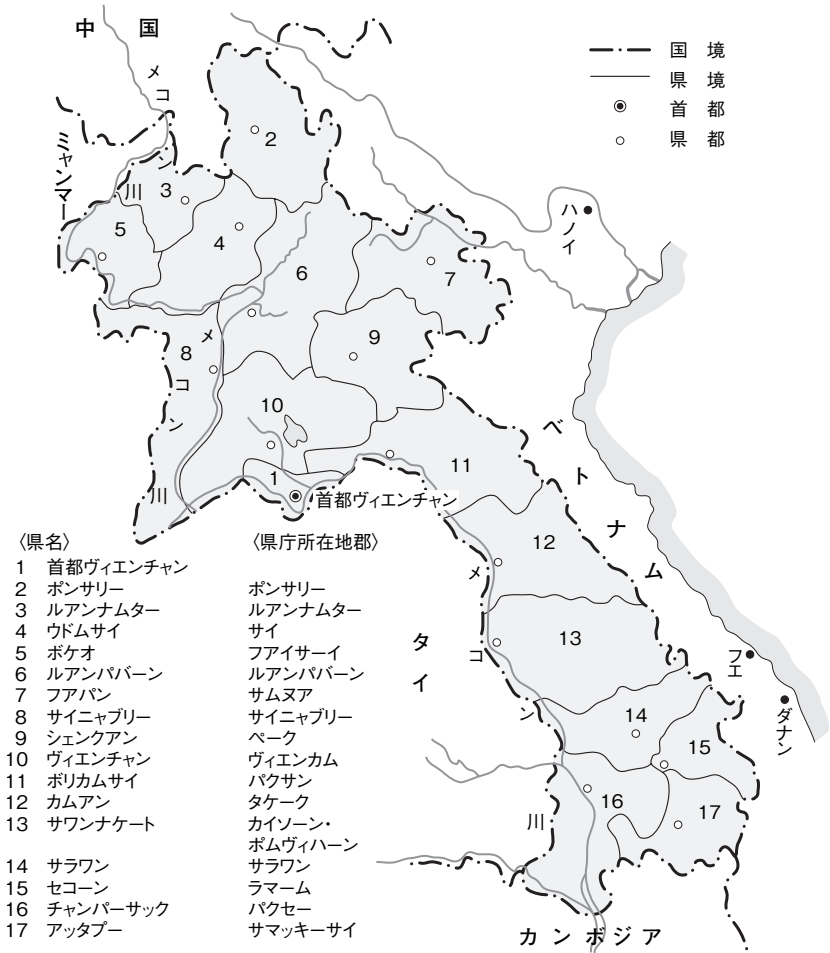 中国
国境
県境
首都
県都
メコン川
ミャンマー
ハノイ
2
3
5
4
6
7
8
9
メコン川
10
11
1
首都ヴィエンチャン
ベトナム
12
13
14
15
16
17
メコン川
タイ
フエ
ダナン
カンボジア
〈県名〉 〈県庁所在地郡〉
1 首都ヴィエンチャン
2 ポンサリー ポンサリー
3 ルアンナムター ルアンナムター
4 ウドムサイ サイ
5 ボケオ フアイサーイ
6 ルアンパバーン ルアンパバーン
7 フアパン サムヌア
8 サイニャブリー サイニャブリー
9 シェンクアン ペーク
10 ヴィエンチャン ヴィエンカム
11 ボリカムサイ パクサン
12 カムアン タケーク
13 サワンナケート カイソーン・
ポムヴィハーン
14 サラワン サラワン
15 セコーン ラマーム
16 チャンパーサック パクセー
17 アッタプー サマッキーサイ